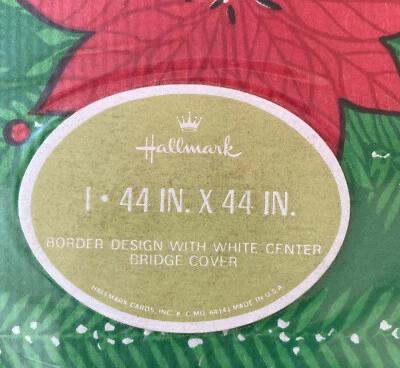 Hallmark
1 • 44 IN. X 44 IN.
BORDER DESIGN WITH WHITE CENTER
BRIDGE COVER
HALLMARK CARDS, INC. K.C. MO. 64141 MADE IN U.S.A.